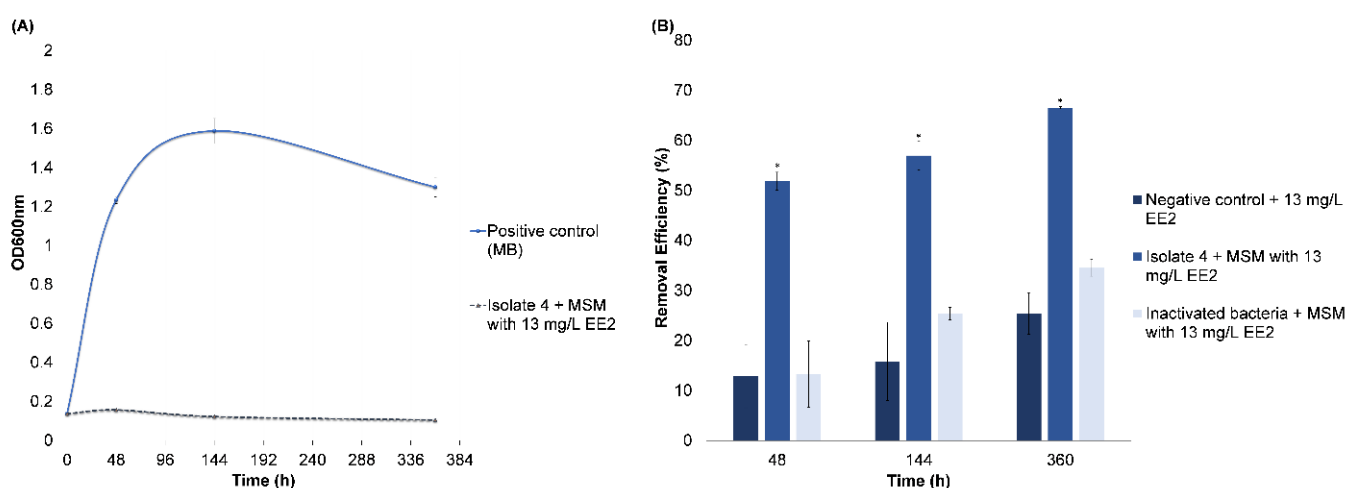 (A)
2
1.8
1.6
1.4
1.2
1
0.8
0.6
0.4
0.2
0
OD600nm
0 48 96 144 192 240 288 336 384
Time (h)
Positive control
(MB)
Isolate 4 + MSM
with 13 mg/L EE2
(B)
80
70
60
50
40
30
20
10
0
Removal Efficiency (%)
* * *
48 144 360
Time (h)
Negative control + 13 mg/L
EE2
Isolate 4 + MSM with 13
mg/L EE2
Inactivated bacteria + MSM
with 13 mg/L EE2